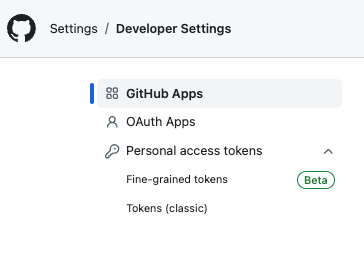 Settings / Developer Settings
GitHub Apps
OAuth Apps
Personal access tokens
Fine-grained tokens Beta
Tokens (classic)